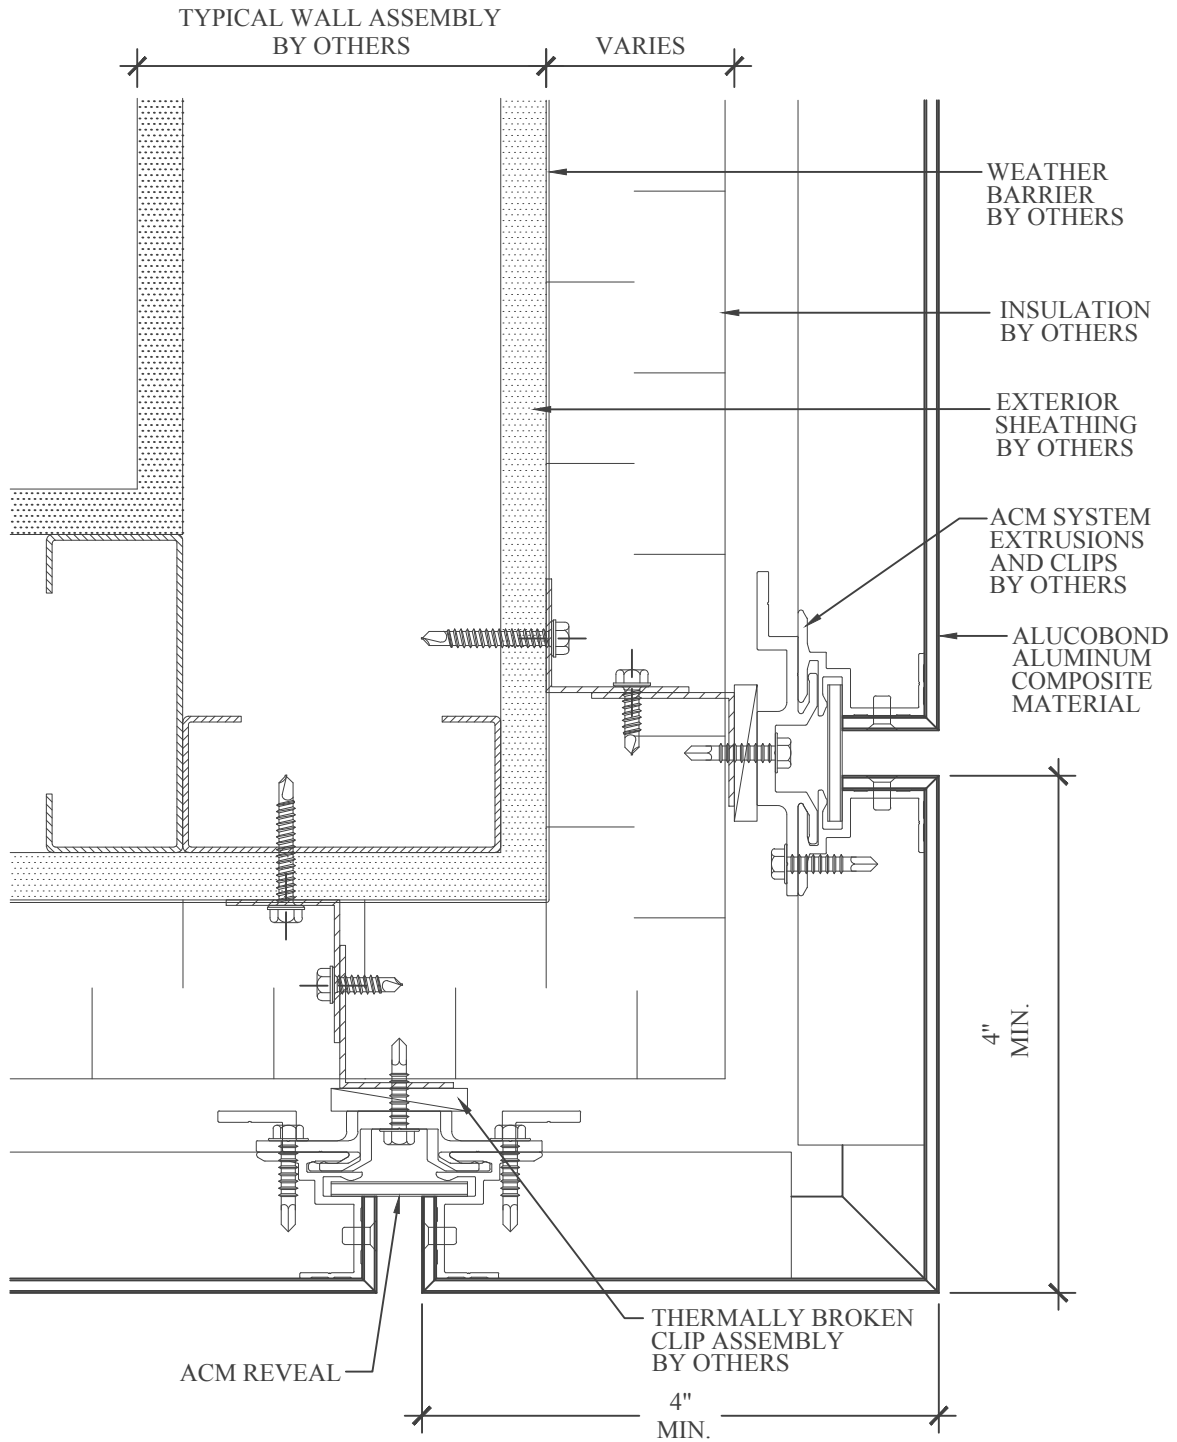 TYPICAL WALL ASSEMBLY
BY OTHERS
VARIES
WEATHER
BARRIER
BY OTHERS
INSULATION
BY OTHERS
EXTERIOR
SHEATHING
BY OTHERS
ACM SYSTEM
EXTRUSIONS
AND CLIPS
BY OTHERS
ALUCOBOND
ALUMINUM
COMPOSITE
MATERIAL
4"
MIN.
THERMALLY BROKEN
CLIP ASSEMBLY
BY OTHERS
ACM REVEAL
4"
MIN.